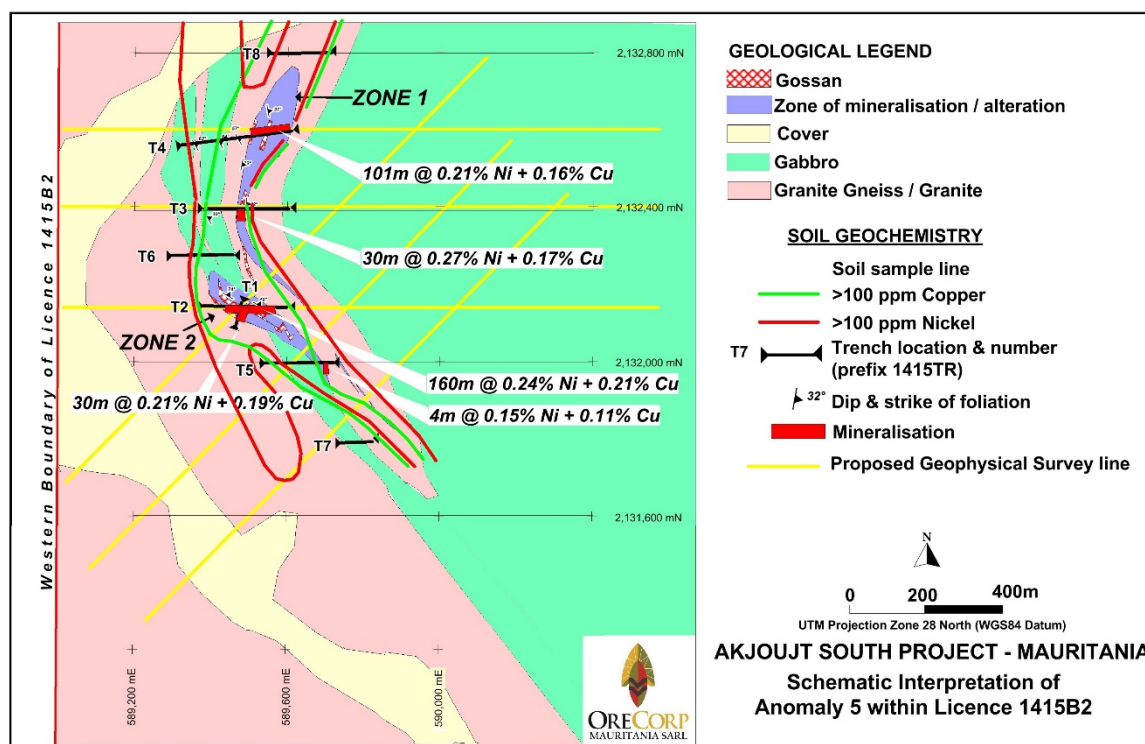 Western Boundary of Licence 1415B2
T8
2,132,800 mN
ZONE 1
T4
101m @ 0.21% Ni + 0.16% Cu
T3
2,132,400 mN
30m @ 0.27% Ni + 0.17% Cu
T6
T1
T2
ZONE 2
T5
2,132,000 mN
160m @ 0.24% Ni + 0.21% Cu
30m @ 0.21% Ni + 0.19% Cu
4m @ 0.15% Ni + 0.11% Cu
T7
2,131,600 mN
589,200 mE
589,600 mE
590,000 mE
ORECORP
MAURITANIA SARL
GEOLOGICAL LEGEND
Gossan
Zone of mineralisation / alteration
Cover
Gabbro
Granite Gneiss / Granite
SOIL GEOCHEMISTRY
Soil sample line
>100 ppm Copper
>100 ppm Nickel
T7 Trench location & number
(prefix 1415TR)
32° Dip & strike of foliation
Mineralisation
Proposed Geophysical Survey line
N
0 200 400m
UTM Projection Zone 28 North (WGS84 Datum)
AKJOUJT SOUTH PROJECT - MAURITANIA
Schematic Interpretation of
Anomaly 5 within Licence 1415B2